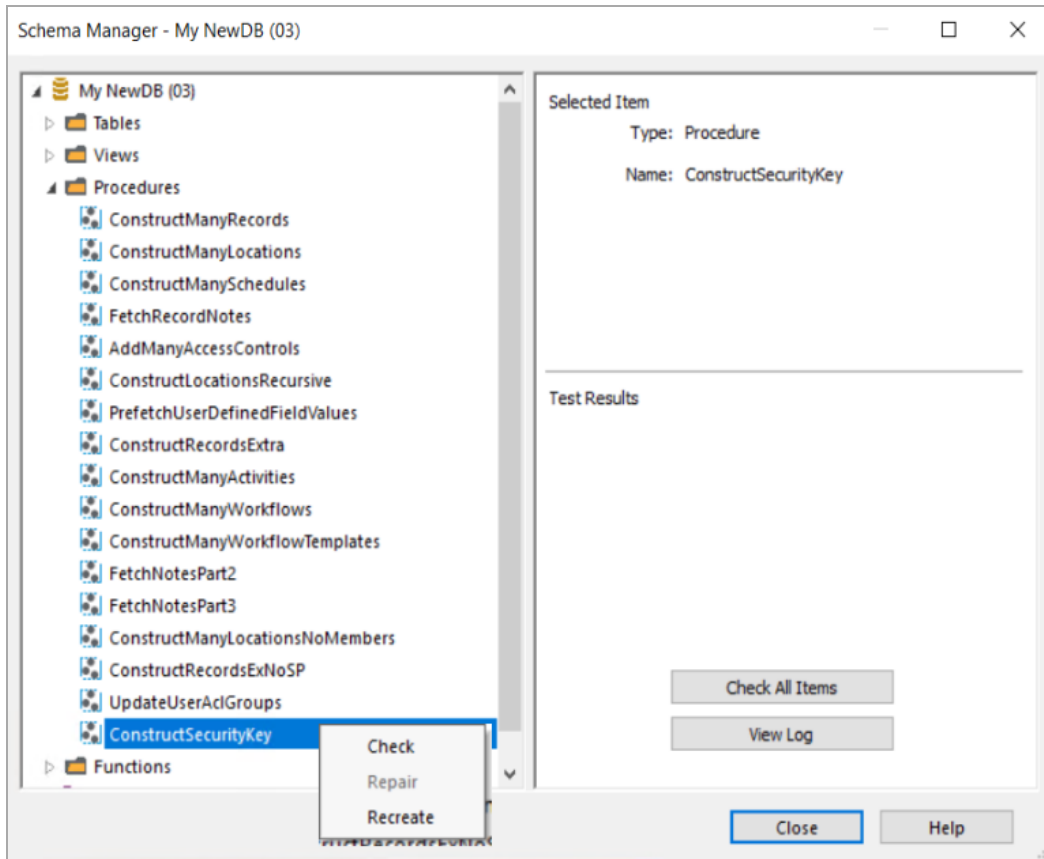 Schema Manager - My NewDB (03)
My NewDB (03)
Tables
Views
Procedures
ConstructManyRecords
ConstructManyLocations
ConstructManySchedules
FetchRecordNotes
AddManyAccessControls
ConstructLocationsRecursive
PrefetchUserDefinedFieldValues
ConstructRecordsExtra
ConstructManyActivities
ConstructManyWorkflows
ConstructManyWorkflowTemplates
FetchNotesPart2
FetchNotesPart3
ConstructManyLocationsNoMembers
ConstructRecordsExNoSP
UpdateUserAclGroups
ConstructSecurityKey
Functions
Check
Repair
Recreate
Selected Item
Type: Procedure
Name: ConstructSecurityKey
Test Results
Check All Items
View Log
Close
Help